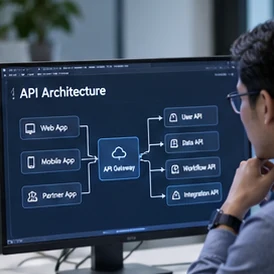 API Architecture
Web App
Mobile App
Partner App
API Gateway
User API
Data API
Workflow API
Integration API